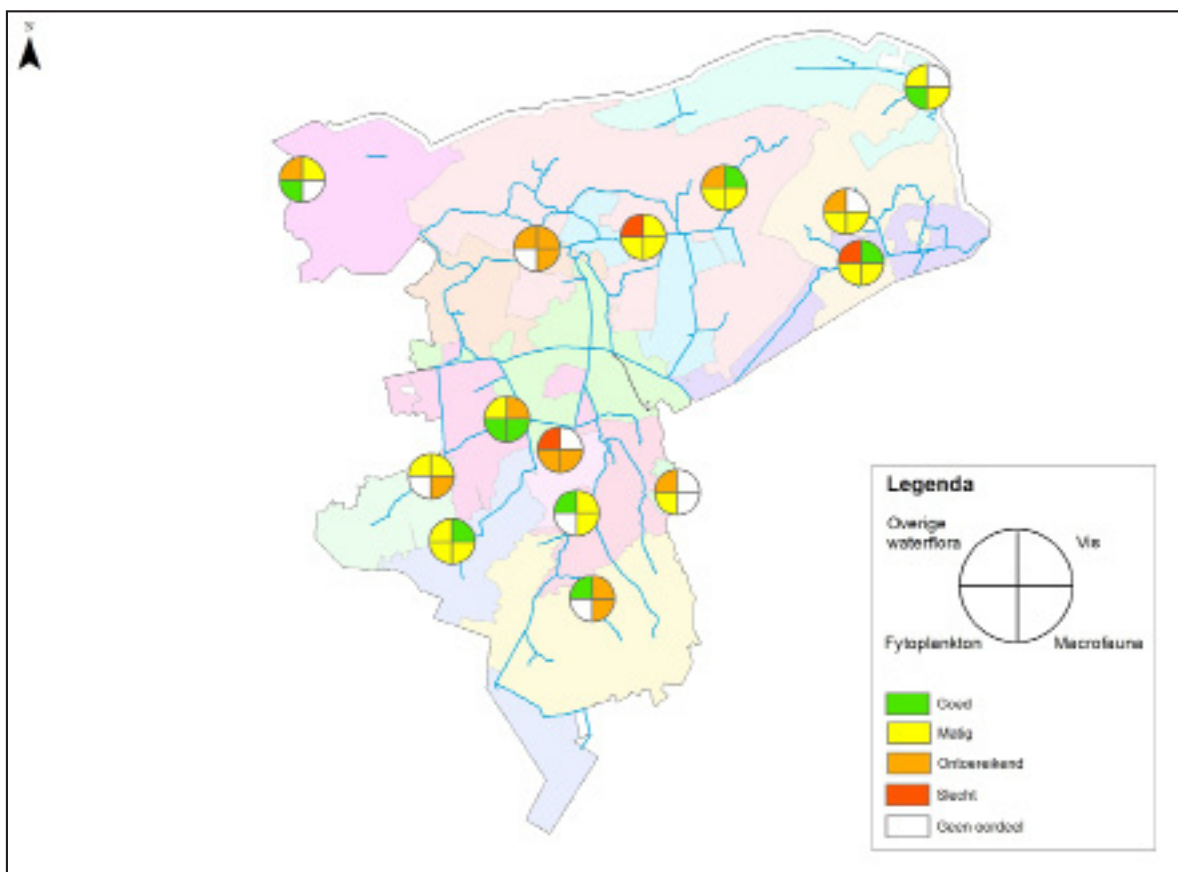 N
Legenda
Overige
waterflora
Vis
Fytoplankton
Macrofauna
Goed
Matig
Ontoereikend
Slecht
Geen oordeel